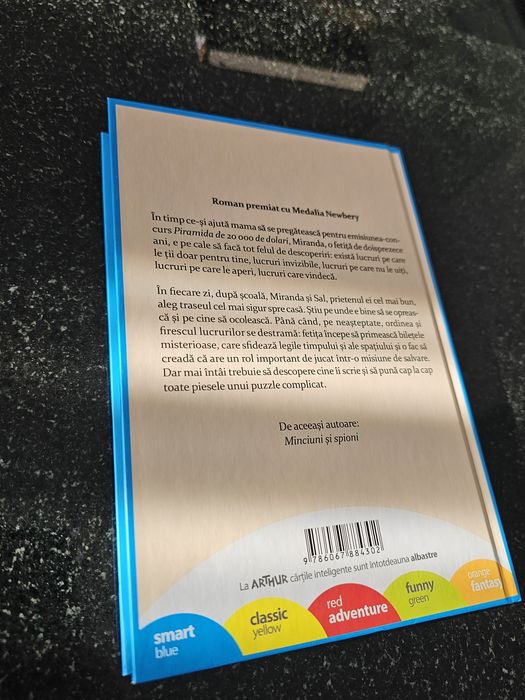 Roman premiat cu Medalia Newbery
În timp ce-și ajută mama să se pregătească pentru emisiunea-con-
curs Piramida de 20 000 de dolari, Miranda, o fetiță de doisprezece
ani, e pe cale să facă tot felul de descoperiri: există lucruri pe care
le ții doar pentru tine, lucruri invizibile, lucruri pe care nu le uiți,
lucruri pe care le aperi, lucruri care vindecă.
În fiecare zi, după școală, Miranda și Sal, prietenul ei cel mai bun,
aleg traseul cel mai sigur spre casă. Știu pe unde e bine să se opreas-
că și pe cine să ocolească. Până când, pe neașteptate, ordinea și
firescul lucrurilor se destramă: fetița începe să primească bilețele
misterioase, care sfidează legile timpului și ale spațiului și o fac să
creadă că are un rol important de jucat într-o misiune de salvare.
Dar mai întâi trebuie să descopere cine îi scrie și să pună cap la cap
toate piesele unui puzzle complicat.
De aceeași autoare:
Minciuni și spioni
9 786067 884302
La ARTHUR cărțile inteligente sunt întotdeauna albastre
smart
blue
classic
yellow
red
adventure
funny
green
orange
fantasy